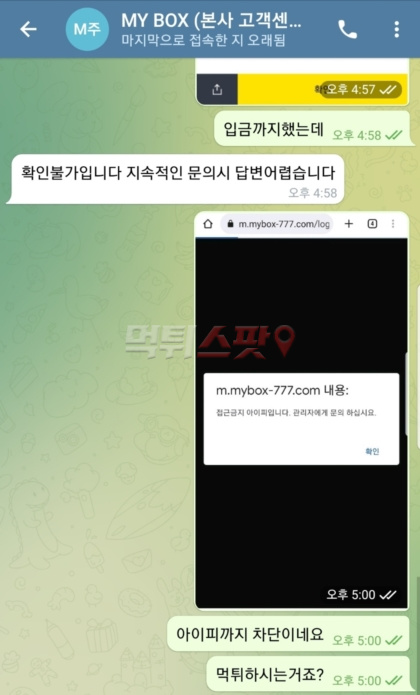 M주
MY BOX (본사 고객센...
마지막으로 접속한 지 오래됨
오후 4:57
입금까지했는데
오후 4:58
확인불가입니다 지속적인 문의시 답변어렵습니다
오후 4:58
m.mybox-777.com/log
4
먹튀스팟
m.mybox-777.com 내용:
접근금지 아이피입니다. 관리자에게 문의 하십시요.
확인
오후 5:00
아이피까지 차단이네요
오후 5:00
먹튀하시는거죠?
오후 5:00